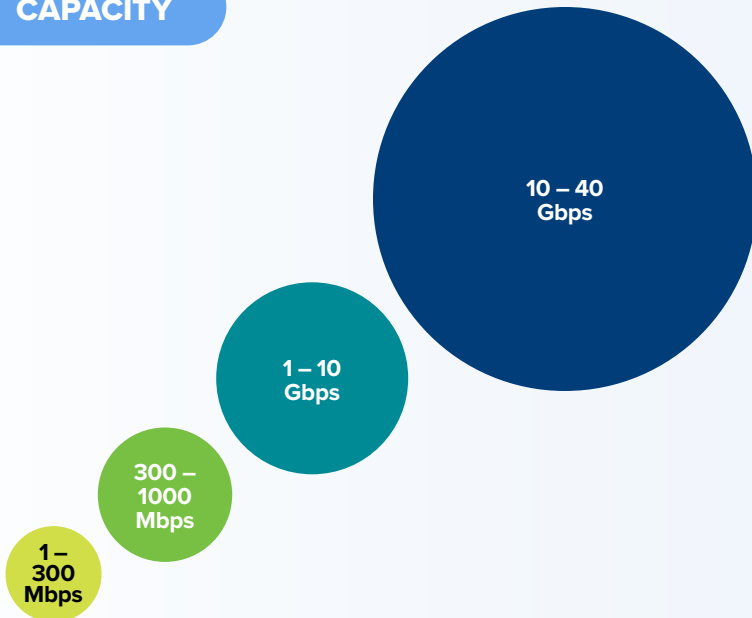 CAPACITY
10 – 40
Gbps
1 – 10
Gbps
300 –
1000
Mbps
1 –
300
Mbps